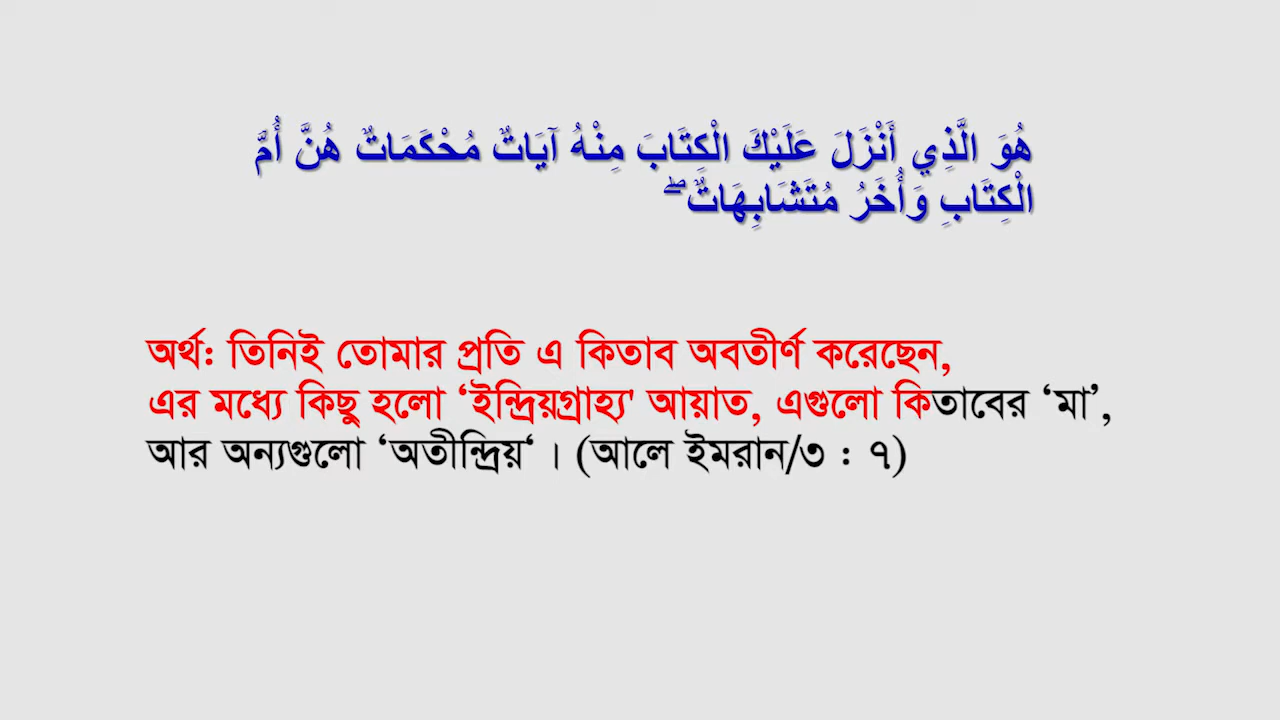 هُوَ الَّذِي أَنْزَلَ عَلَيْكَ الْكِتَابَ مِنْهُ آيَاتٌ مُحْكَمَاتٌ هُنَّ أُمُّ
الْكِتَابِ وَأُخَرُ مُتَشَابِهَاتٌ ۖ
অর্থ: তিনিই তোমার প্রতি এ কিতাব অবতীর্ণ করেছেন,
এর মধ্যে কিছু হলো ‘ইন্দ্রিয়গ্রাহ্য' আয়াত, এগুলো কিতাবের ‘মা’,
আর অন্যগুলো ‘অতীন্দ্রিয়‘ । (আলে ইমরান/৩ : ৭)